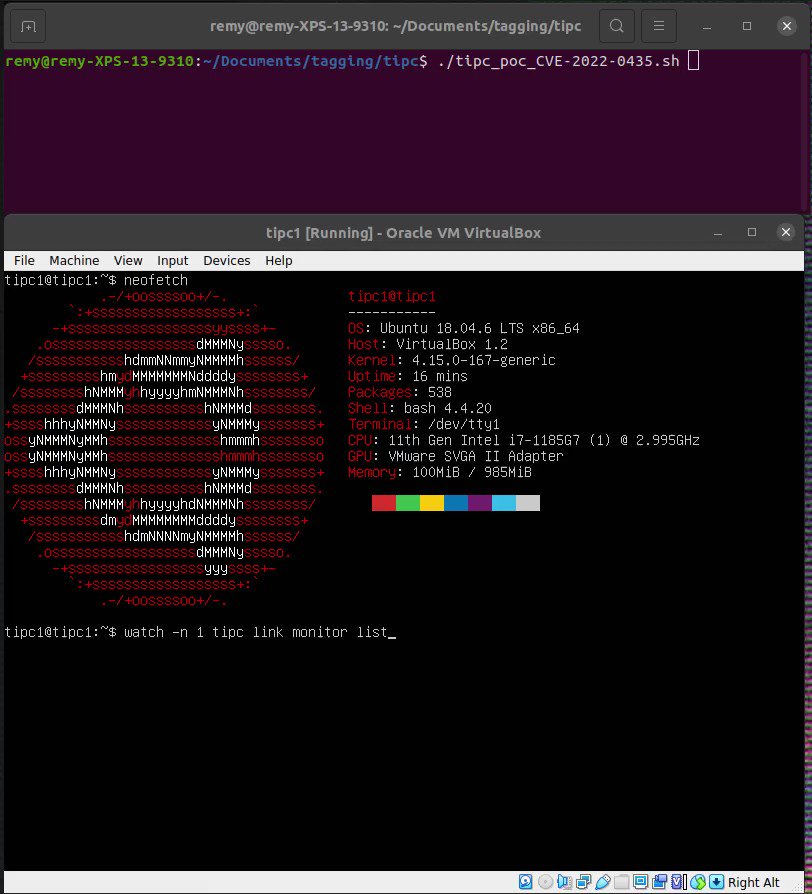 remy@remy-XPS-13-9310: ~/Documents/tagging/tipc
remy@remy-XPS-13-9310:~/Documents/tagging/tipc$ ./tipc_poc_CVE-2022-0435.sh
tipc1 [Running] - Oracle VM VirtualBox
File Machine View Input Devices Help
tipc1@tipc1:~$ neofetch
.-/+oossssoo+/-. tipc1@tipc1
`:+ssssssssssssssssss+:` -----------
-+ssssssssssssssssssyyssss+- OS: Ubuntu 18.04.6 LTS x86_64
.ossssssssssssssssssdMMMNysssso. Host: VirtualBox 1.2
/ssssssssssshdmmNNmmyNMMMMhssssss/ Kernel: 4.15.0-167-generic
+ssssssssshmydMMMMMMMNddddyssssssss+ Uptime: 16 mins
/sssssssshNMMMyhhyyyyhmNMMMNhssssssss/ Packages: 538
.ssssssssdMMMNhsssssssssshNMMMdssssssss. Shell: bash 4.4.20
+sssshhhyNMMNyssssssssssssyNMMMysssssss+ Terminal: /dev/tty1
ossyNMMMNyMMhsssssssssssssshmmmhssssssso CPU: 11th Gen Intel i7-1185G7 (1) @ 2.995GHz
ossyNMMMNyMMhsssssssssssssshmmmhssssssso GPU: VMware SVGA II Adapter
+sssshhhyNMMNyssssssssssssyNMMMysssssss+ Memory: 100MiB / 985MiB
.ssssssssdMMMNhsssssssssshNMMMdssssssss.
/sssssssshNMMMyhhyyyyhdNMMMNhssssssss/
+sssssssssdmydMMMMMMMMddddyssssssss+
/ssssssssssshdmNNNNmyNMMMMhssssss/
.ossssssssssssssssssdMMMNysssso.
-+sssssssssssssssssyyyssss+-
`:+ssssssssssssssssss+:`
.-/+oossssoo+/-.
tipc1@tipc1:~$ watch -n 1 tipc link monitor list_
Right Alt